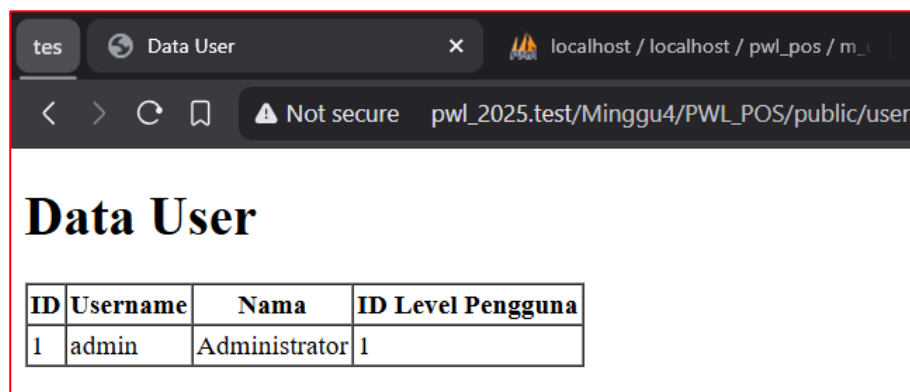 tes Data User localhost / localhost / pwl_pos / m_
Not secure pwl_2025.test/Minggu4/PWL_POS/public/user
Data User
ID Username Nama ID Level Pengguna
1 admin Administrator 1